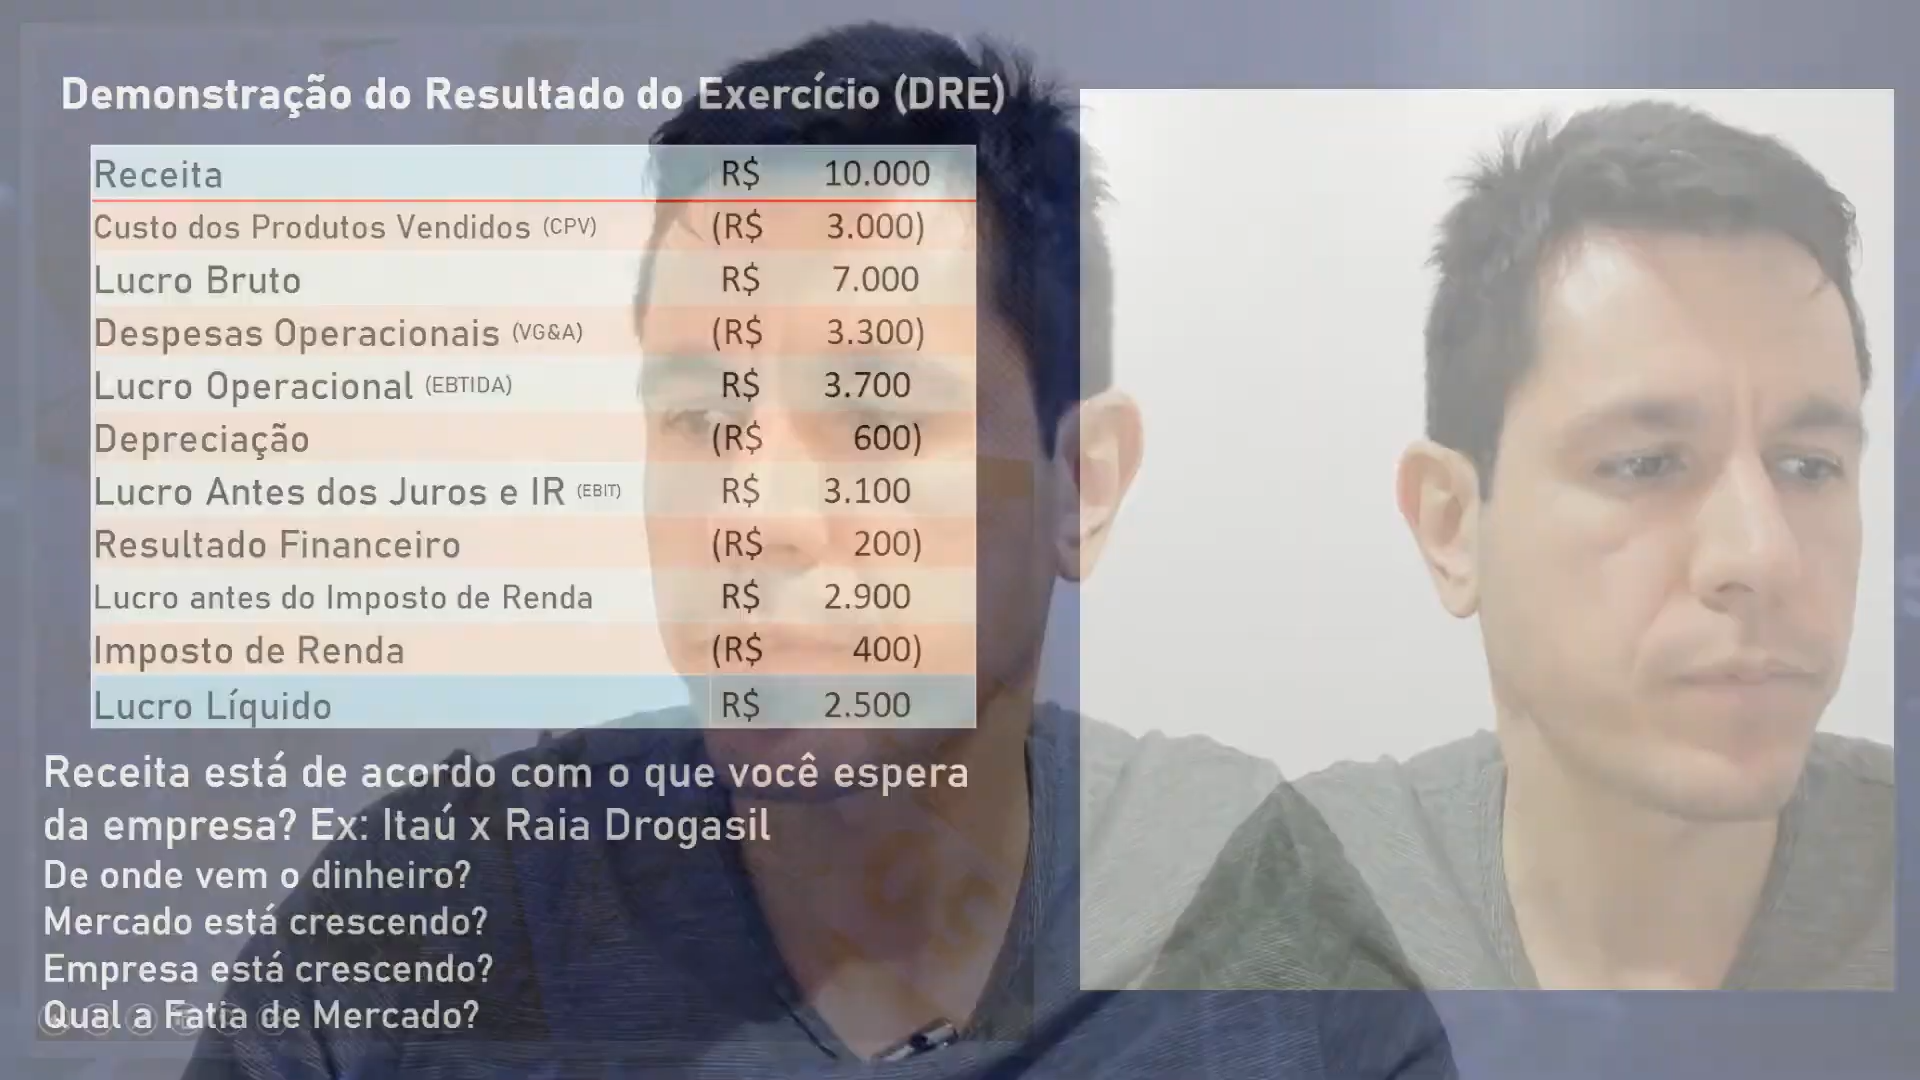 Demonstração do Resultado do Exercício (DRE)
Receita R$ 10.000
Custo dos Produtos Vendidos (CPV) (R$ 3.000)
Lucro Bruto R$ 7.000
Despesas Operacionais (VG&A) (R$ 3.300)
Lucro Operacional (EBTIDA) R$ 3.700
Depreciação (R$ 600)
Lucro Antes dos Juros e IR (EBIT) R$ 3.100
Resultado Financeiro (R$ 200)
Lucro antes do Imposto de Renda R$ 2.900
Imposto de Renda (R$ 400)
Lucro Líquido R$ 2.500
Receita está de acordo com o que você espera
da empresa? Ex: Itaú x Raia Drogasil
De onde vem o dinheiro?
Mercado está crescendo?
Empresa está crescendo?
Qual a Fatia de Mercado?